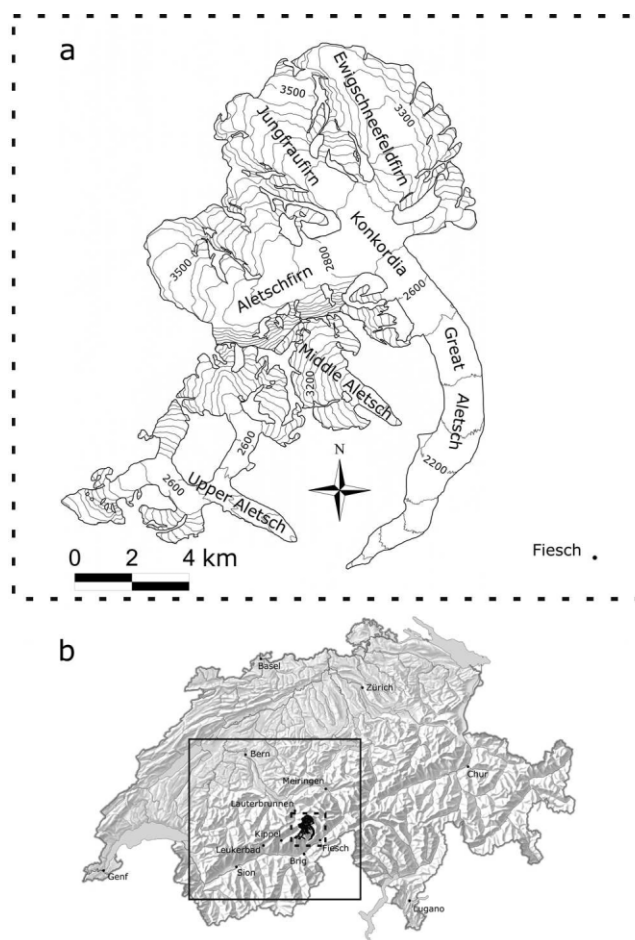 a
Ewigschneefeldfirn
3500
3300
Jungfraufirn
Konkordia
3500
2800
Aletschfirn
2600
Great
Middle Aletsch
3200
Aletsch
2600
2200
N
2600
Upper Aletsch
Fiesch
0 2 4 km
b
Basel
Zürich
Bern
Meiringen
Chur
Lauterbrunnen
Kippel
Leukerbad
Fiesch
Brig
Sion
Genf
Lugano